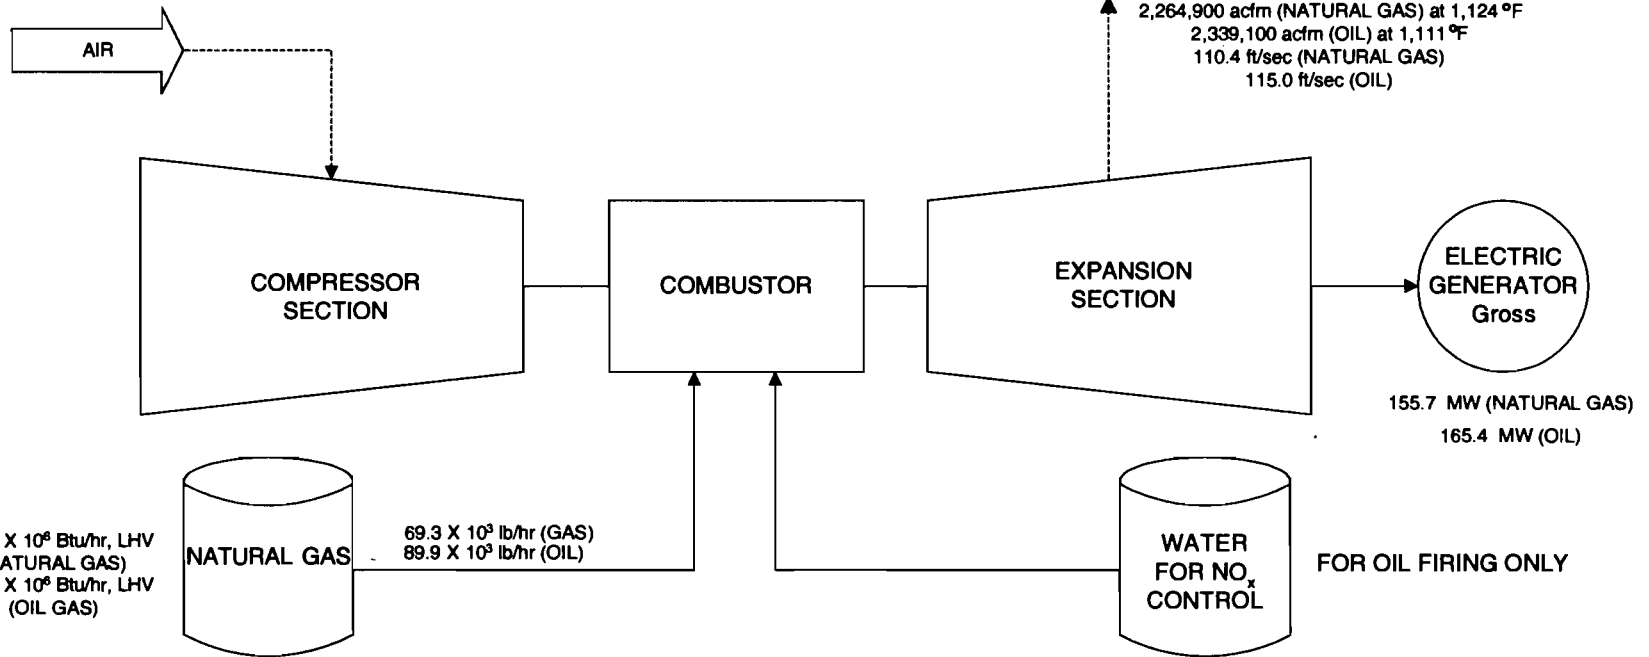 2,264,900 acfm (NATURAL GAS) at 1,124 °F
2,339,100 acfm (OIL) at 1,111 °F
110.4 ft/sec (NATURAL GAS)
115.0 ft/sec (OIL)
AIR
COMPRESSOR
SECTION
COMBUSTOR
EXPANSION
SECTION
ELECTRIC
GENERATOR
Gross
155.7 MW (NATURAL GAS)
165.4 MW (OIL)
X 10⁶ Btu/hr, LHV
ATURAL GAS)
X 10⁶ Btu/hr, LHV
(OIL GAS)
NATURAL GAS
69.3 X 10³ lb/hr (GAS)
89.9 X 10³ lb/hr (OIL)
WATER
FOR NOₓ
CONTROL
FOR OIL FIRING ONLY